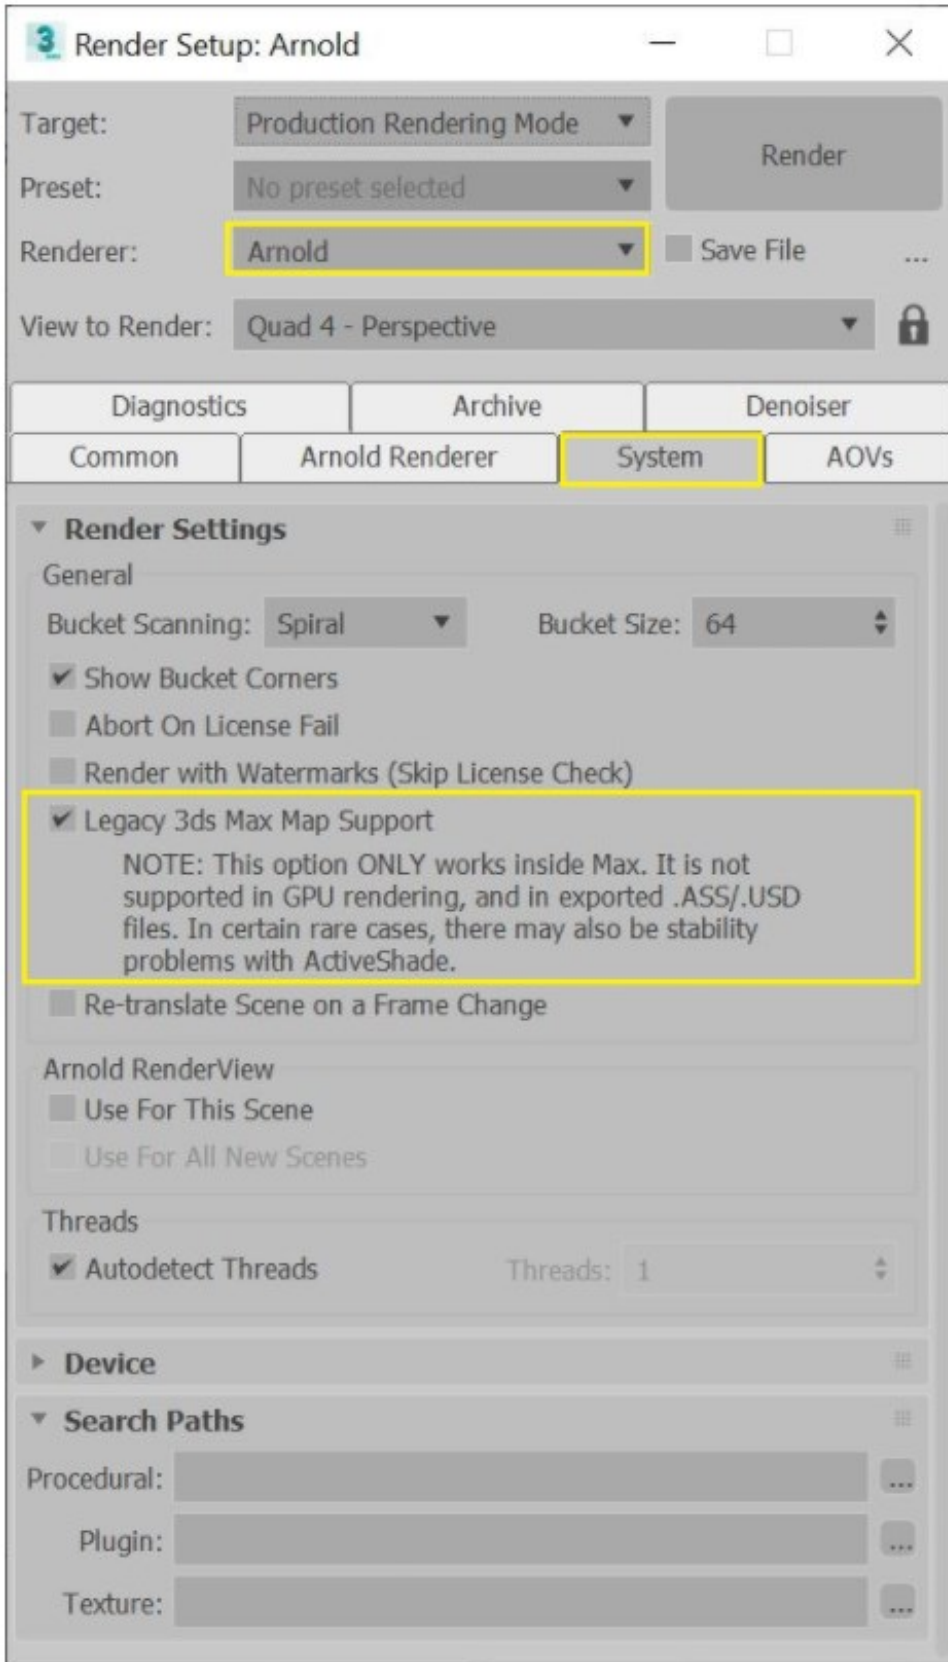 3 Render Setup: Arnold
Target: Production Rendering Mode
Render
Preset: No preset selected
Renderer: Arnold
Save File ...
View to Render: Quad 4 - Perspective
Diagnostics Archive Denoiser
Common Arnold Renderer System AOVs
Render Settings
General
Bucket Scanning: Spiral Bucket Size: 64
Show Bucket Corners
Abort On License Fail
Render with Watermarks (Skip License Check)
Legacy 3ds Max Map Support
NOTE: This option ONLY works inside Max. It is not
supported in GPU rendering, and in exported .ASS/.USD
files. In certain rare cases, there may also be stability
problems with ActiveShade.
Re-translate Scene on a Frame Change
Arnold RenderView
Use For This Scene
Use For All New Scenes
Threads
Autodetect Threads Threads: 1
Device
Search Paths
Procedural: ...
Plugin: ...
Texture: ...